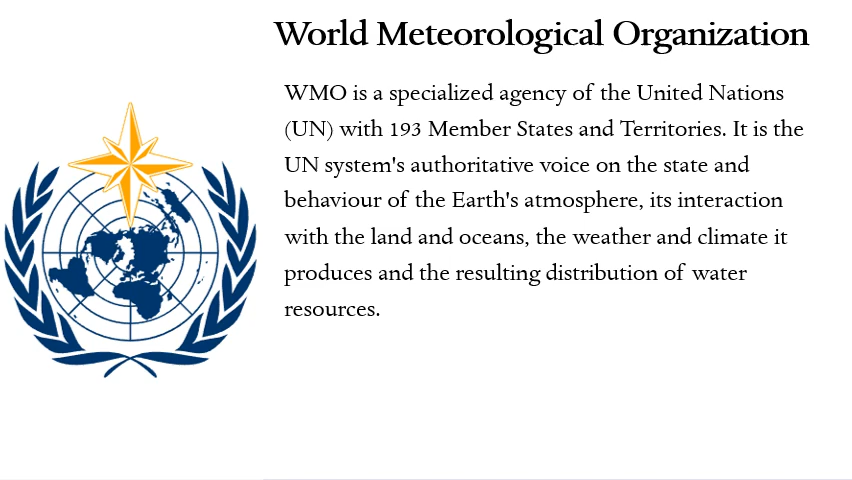 World Meteorological Organization
WMO is a specialized agency of the United Nations
(UN) with 193 Member States and Territories. It is the
UN system's authoritative voice on the state and
behaviour of the Earth's atmosphere, its interaction
with the land and oceans, the weather and climate it
produces and the resulting distribution of water
resources.